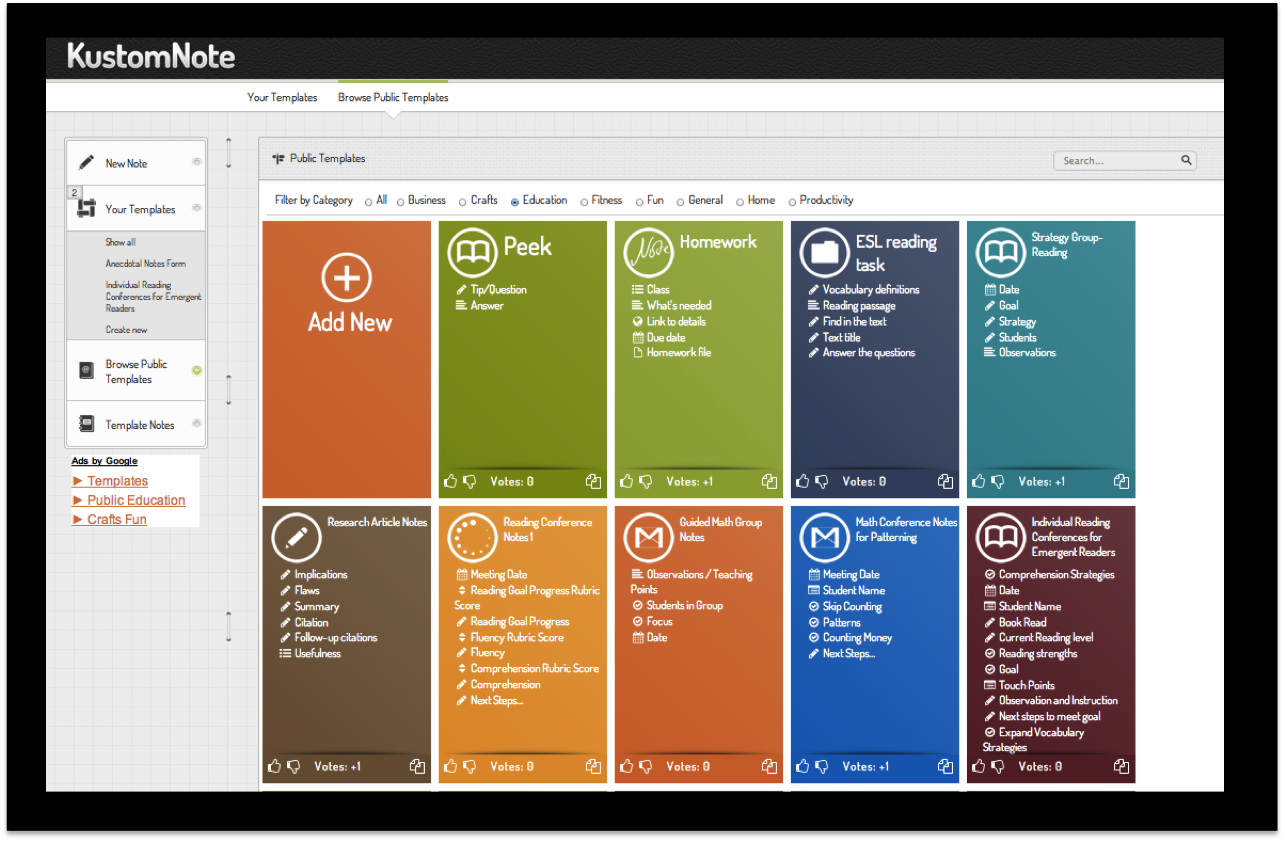 KustomNote
Your Templates
Browse Public Templates
New Note
2
Your Templates
Show all
Anecdotal Notes Form
Individual Reading
Conferences for Emergent
Readers
Create new
Browse Public
Templates
Template Notes
Ads by Google
Templates
Public Education
Crafts Fun
Public Templates
Search...
Filter by Category All Business Crafts Education Fitness Fun General Home Productivity
Add New
Peek
Tip/Question
Answer
Votes: 0
Note
Homework
Class
What's needed
Link to details
Due date
Homework file
Votes: +1
ESL reading
task
Vocabulary definitions
Reading passage
Find in the text
Text title
Answer the questions
Votes: 0
Strategy Group-
Reading
Date
Goal
Strategy
Students
Observations
Votes: +1
Research Article Notes
Implications
Flaws
Summary
Citation
Follow-up citations
Usefulness
Votes: +1
Reading Conference
Notes 1
Meeting Date
Reading Goal Progress Rubric
Score
Reading Goal Progress
Fluency Rubric Score
Fluency
Comprehension Rubric Score
Comprehension
Next Steps...
Votes: 0
Guided Math Group
Notes
Observations / Teaching
Points
Students in Group
Focus
Date
Votes: 0
Math Conference Notes
for Patterning
Meeting Date
Student Name
Skip Counting
Patterns
Counting Money
Next Steps...
Votes: +1
Individual Reading
Conferences for
Emergent Readers
Comprehension Strategies
Date
Student Name
Book Read
Current Reading level
Reading strengths
Goal
Touch Points
Observation and Instruction
Next steps to meet goal
Expand Vocabulary
Strategies
Votes: 0